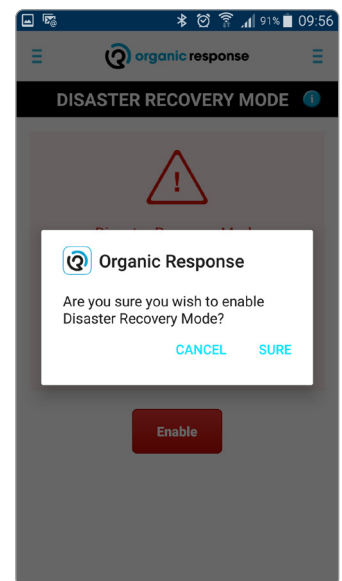 91% 09:56
organic response
DISASTER RECOVERY MODE i
!
Organic Response
Are you sure you wish to enable
Disaster Recovery Mode?
CANCEL SURE
Enable